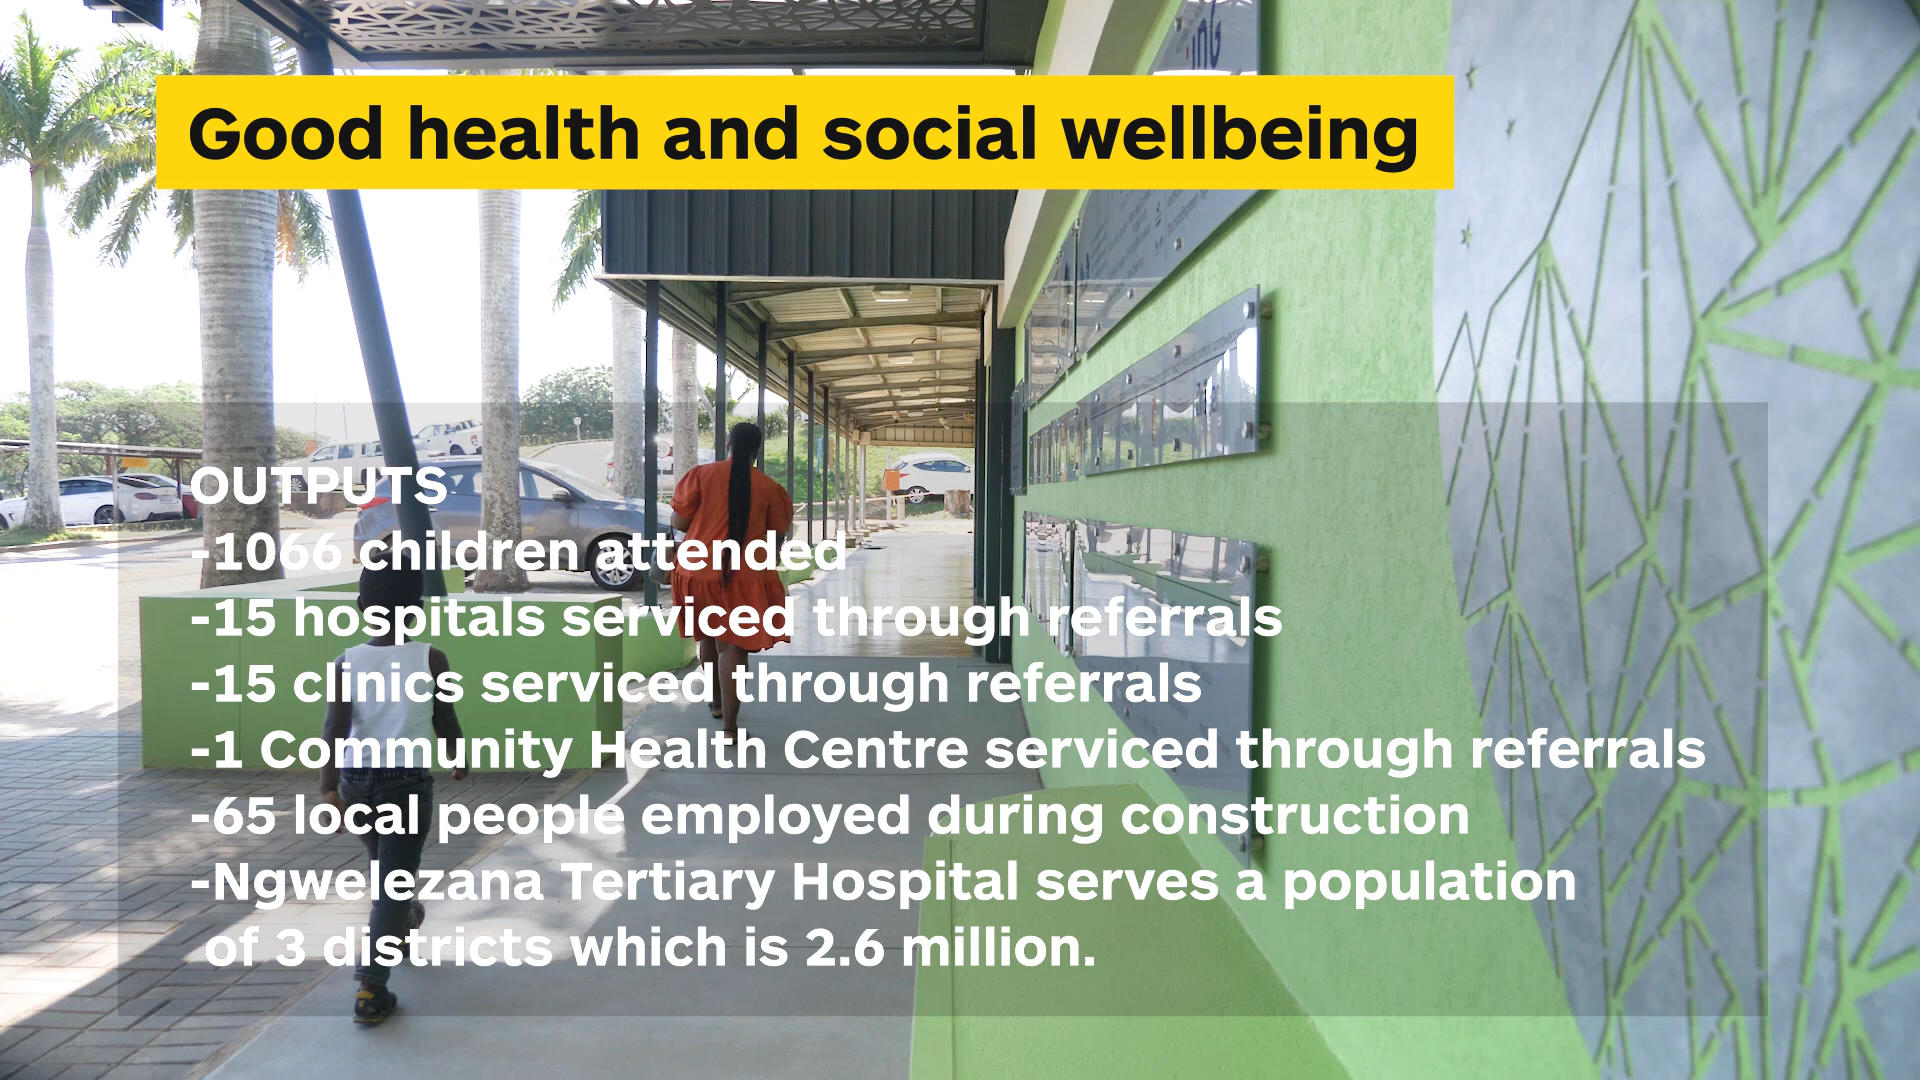 Good health and social wellbeing
OUTPUTS
-1066 children attended
-15 hospitals serviced through referrals
-15 clinics serviced through referrals
-1 Community Health Centre serviced through referrals
-65 local people employed during construction
-Ngwelezana Tertiary Hospital serves a population
of 3 districts which is 2.6 million.